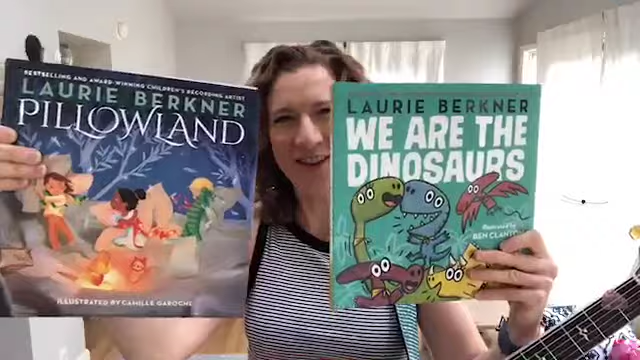 BESTSELLING AND AWARD-WINNING CHILDREN'S RECORDING ARTIST
LAURIE BERKNER
PILLOWLAND
ILLUSTRATED BY CAMILLE GAROCHE
LAURIE BERKNER
WE ARE THE
DINOSAURS
illustrated by
BEN CLANTON